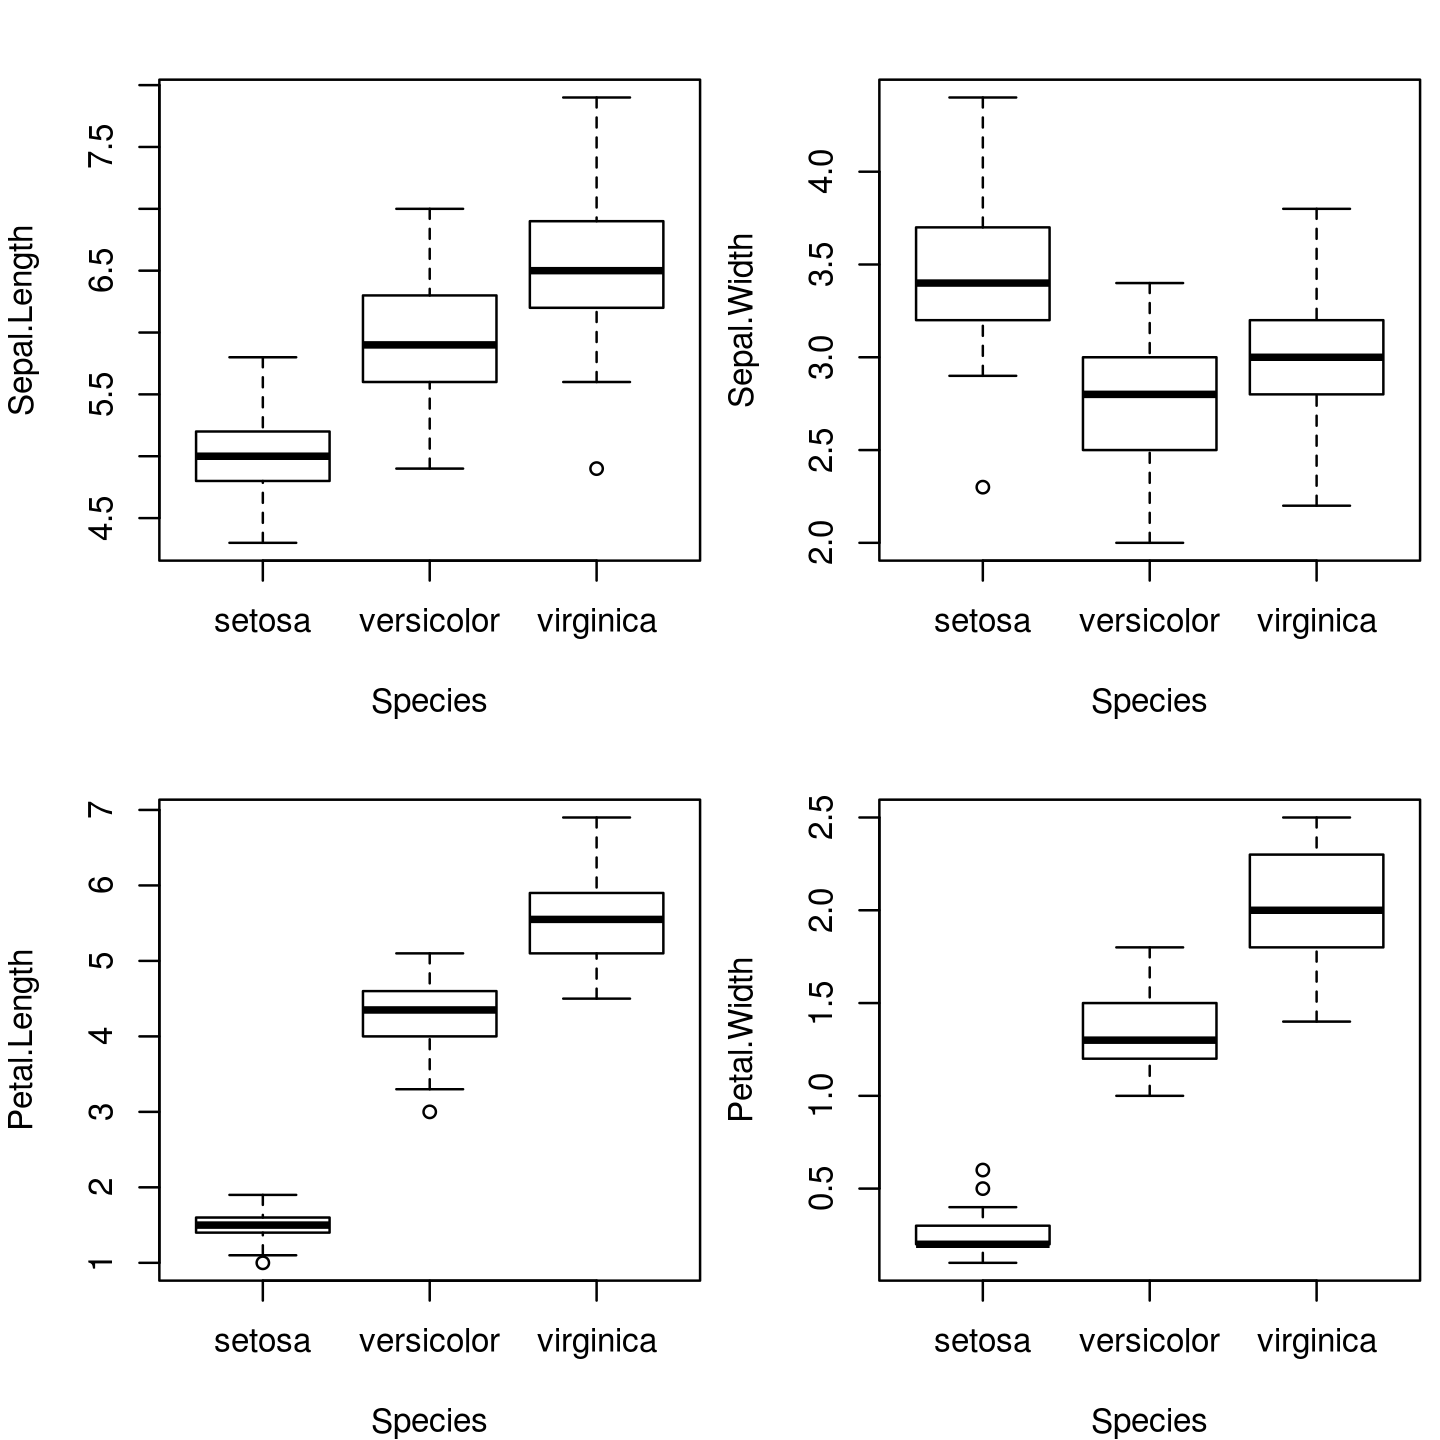 Sepal.Length
7.5
6.5
5.5
4.5
setosa versicolor virginica
Species
Sepal.Width
4.0
3.5
3.0
2.5
2.0
setosa versicolor virginica
Species
Petal.Length
7
6
5
4
3
2
1
setosa versicolor virginica
Species
Petal.Width
2.5
2.0
1.5
1.0
0.5
setosa versicolor virginica
Species